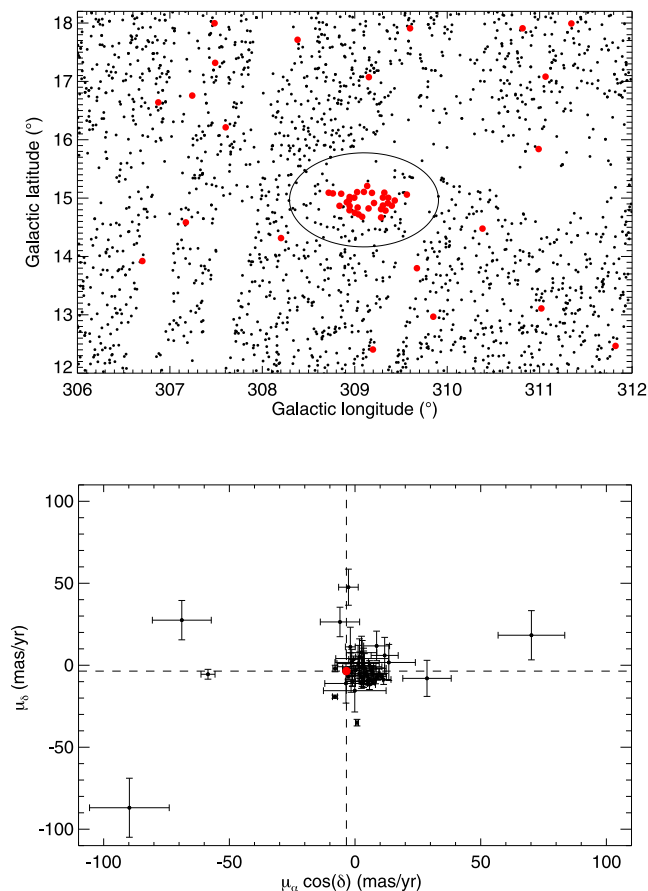 18
17
16
15
14
13
12
Galactic latitude (°)
306 307 308 309 310 311 312
Galactic longitude (°)
100
50
0
-50
-100
μδ (mas/yr)
-100 -50 0 50 100
μα cos(δ) (mas/yr)